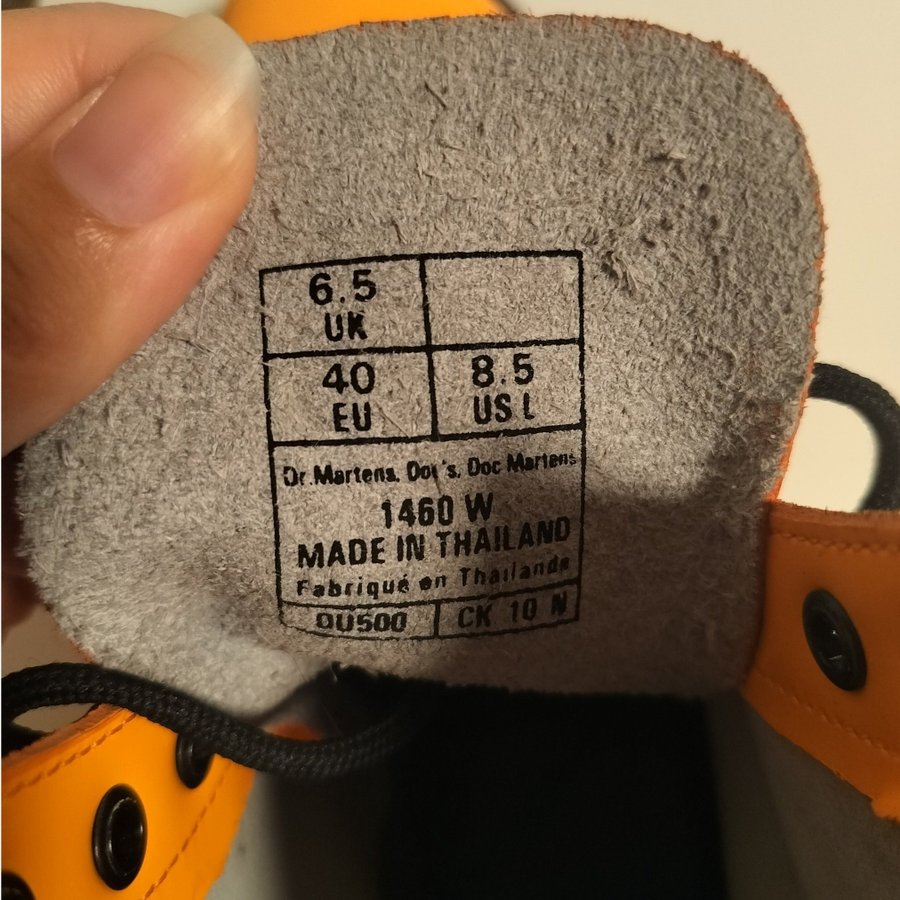 6.5
UK
40
EU
8.5
US L
Dr.Martens. Doc's. Doc Martens
1460 W
MADE IN THAILAND
Fabriqué en Thailande
DU500
CK 10 N